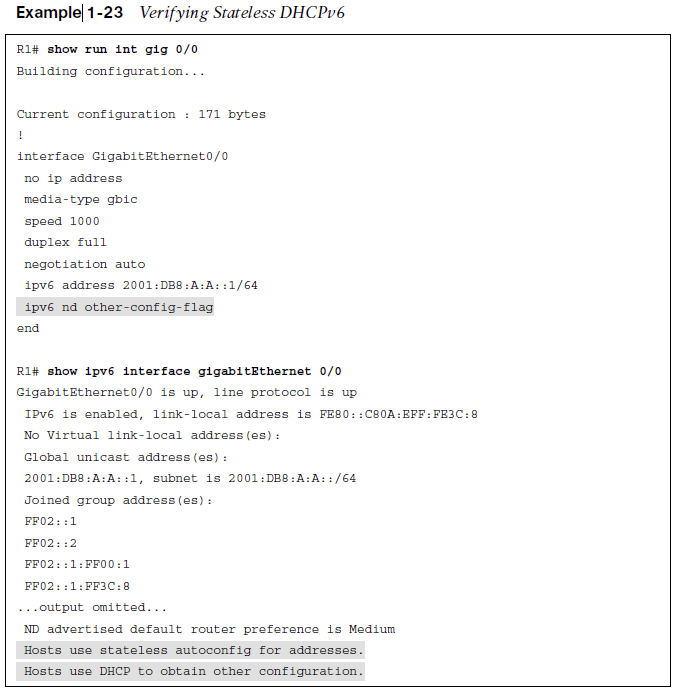 Example 1-23 Verifying Stateless DHCPv6
R1# show run int gig 0/0
Building configuration...
Current configuration : 171 bytes
!
interface GigabitEthernet0/0
no ip address
media-type gbic
speed 1000
duplex full
negotiation auto
ipv6 address 2001:DB8:A:A::1/64
ipv6 nd other-config-flag
end
R1# show ipv6 interface gigabitEthernet 0/0
GigabitEthernet0/0 is up, line protocol is up
IPv6 is enabled, link-local address is FE80::C80A:EFF:FE3C:8
No Virtual link-local address(es):
Global unicast address(es):
2001:DB8:A:A::1, subnet is 2001:DB8:A:A::/64
Joined group address(es):
FF02::1
FF02::2
FF02::1:FF00:1
FF02::1:FF3C:8
...output omitted...
ND advertised default router preference is Medium
Hosts use stateless autoconfig for addresses.
Hosts use DHCP to obtain other configuration.